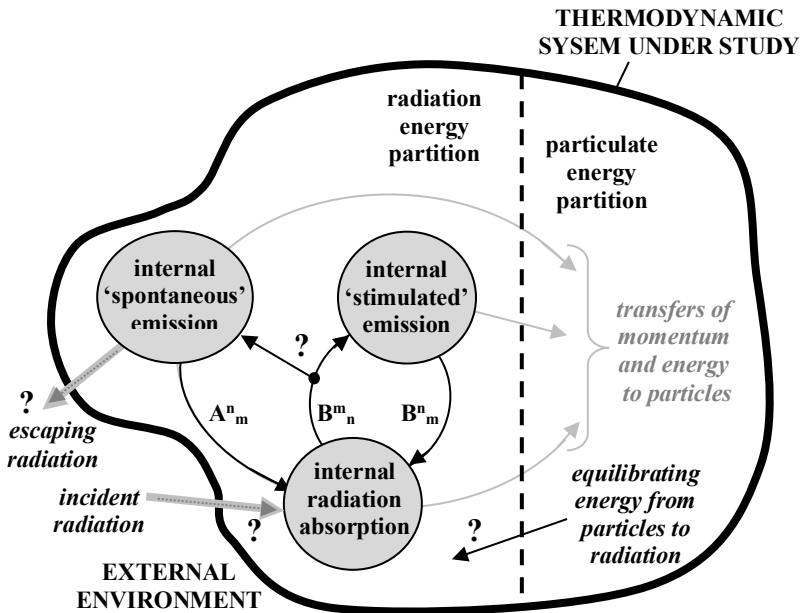 THERMODYNAMIC
SYSEM UNDER STUDY
radiation
energy
partition
particulate
energy
partition
internal
'spontaneous'
emission
internal
'stimulated'
emission
?
transfers of
momentum
and energy
to particles
?
escaping
radiation
Aⁿₘ
Bᵐₙ
Bⁿₘ
internal
radiation
absorption
incident
radiation
?
?
equilibrating
energy from
particles to
radiation
EXTERNAL
ENVIRONMENT